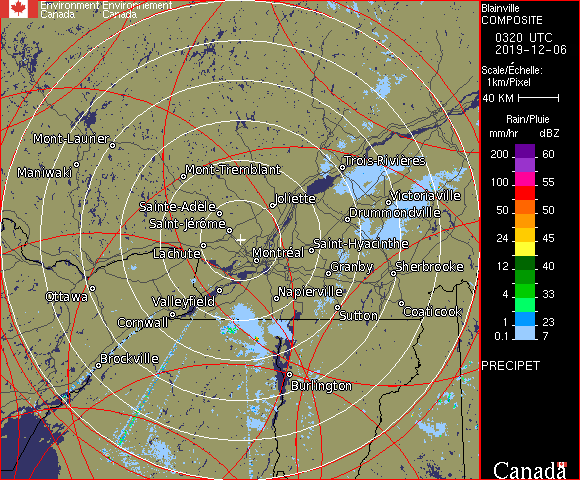 Environment Environnement
Canada Canada
Blainville
COMPOSITE
0320 UTC
2019-12-06
Scale/Échelle:
1km/Pixel
40 KM
Rain/Pluie
mm/hr dBZ
200 60
100 55
50 50
24 45
12 40
4 33
1 23
0.1 7
PRECIPET
Canada
Mont-Laurier
Maniwaki
Mont-Tremblant
Trois-Rivières
Sainte-Adèle
Joliette
Victoriaville
Saint-Jérôme
Drummondville
Lachute
Montréal
Saint-Hyacinthe
Granby
Sherbrooke
Ottawa
Valleyfield
Napierville
Cornwall
Sutton
Coaticook
Brockville
Burlington